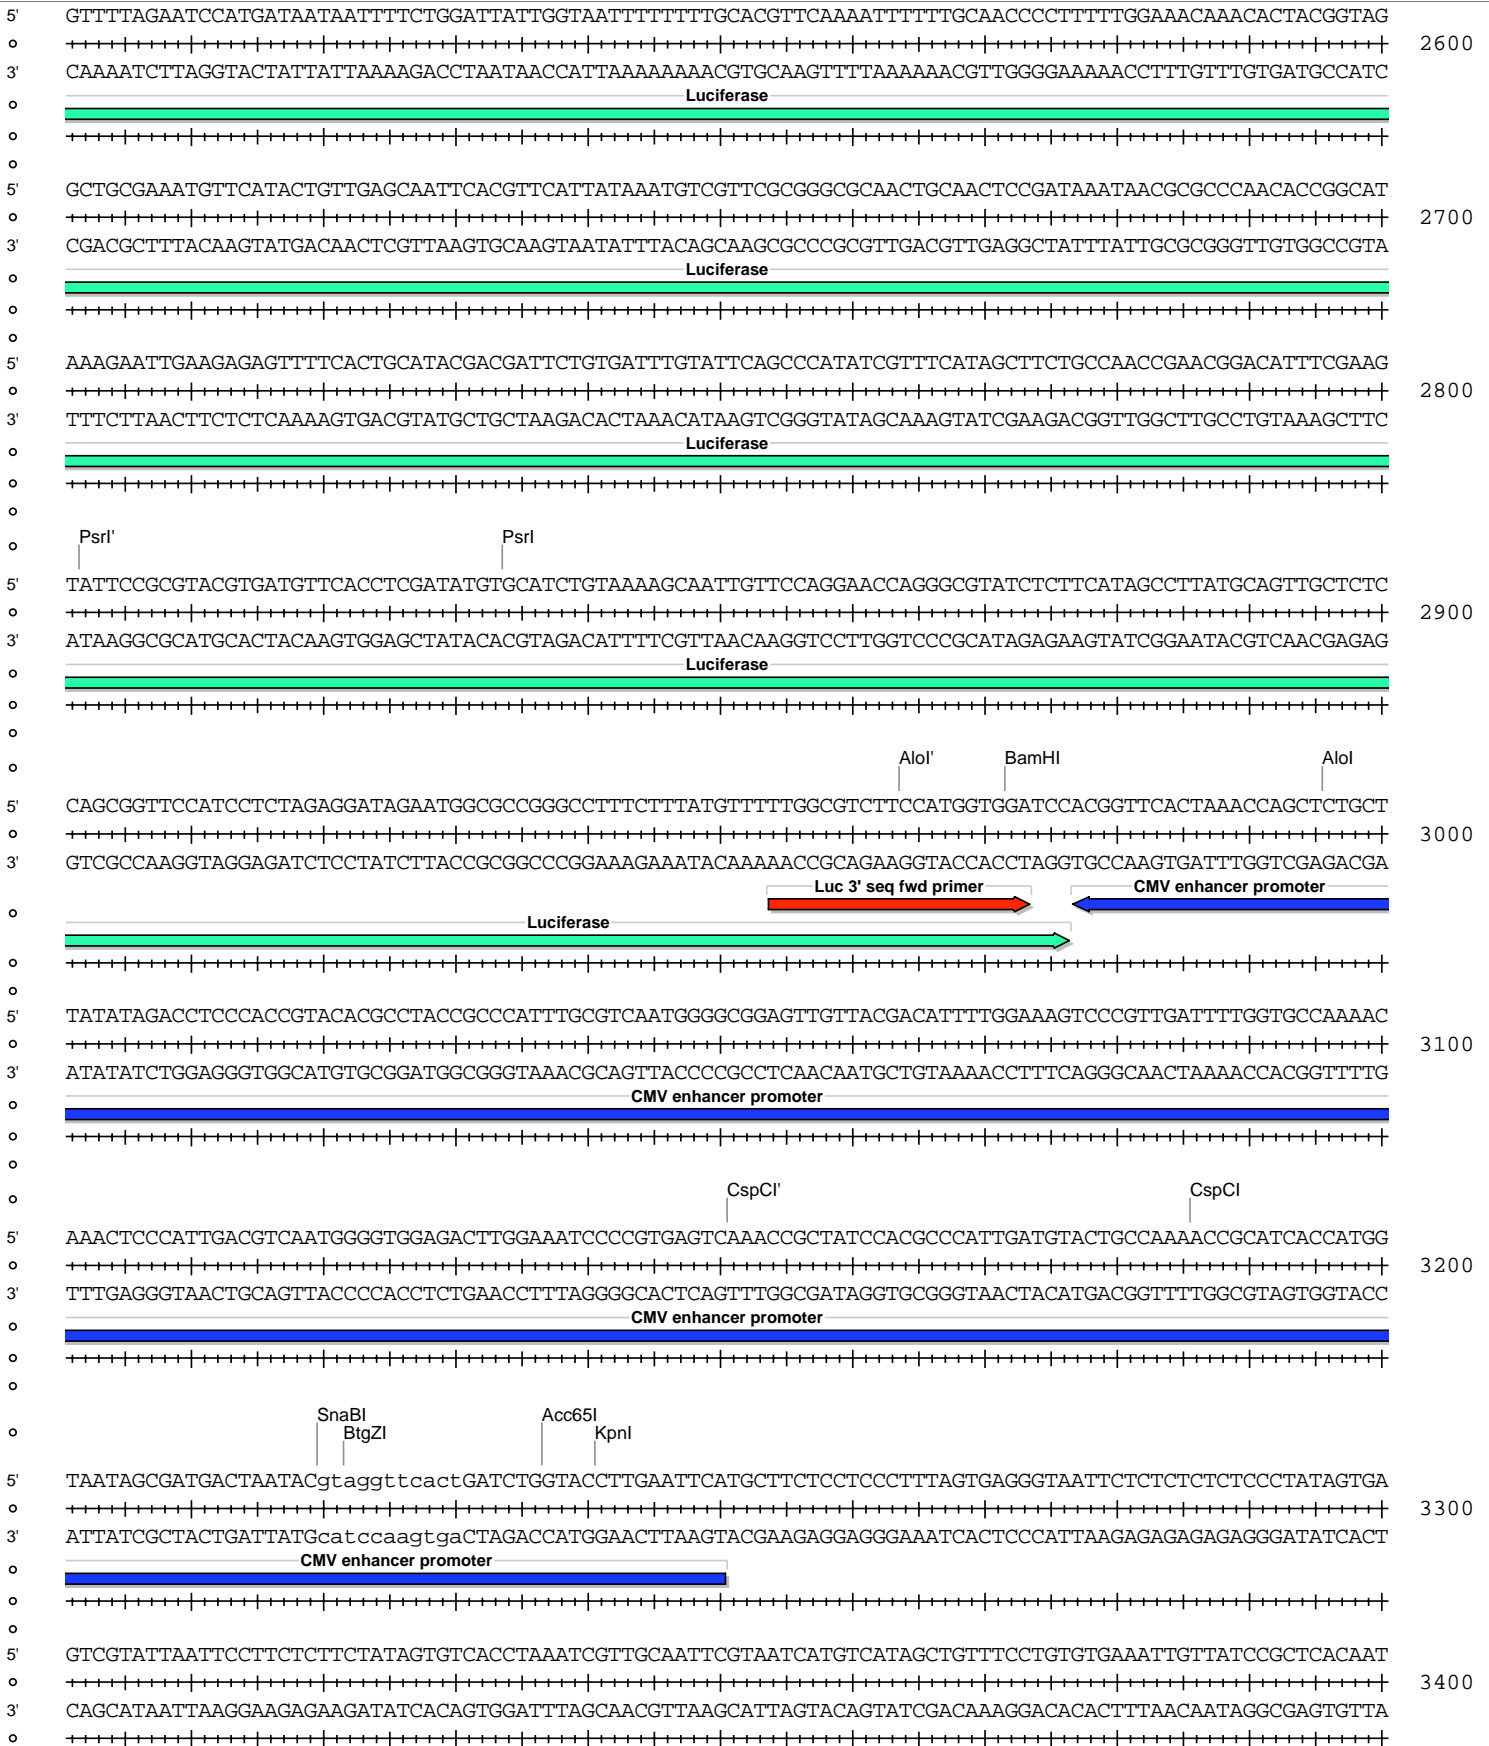 5' GTTTTAGAATCCATGATAATAATTTTCTGGATTATTGGTAATTTTTTTTGCACGTTCAAAATTTTTTGCAACCCCTTTTTGGAAACAAACACTACGGTAG
2600
3' CAAAATCTTAGGTACTATTATTAAAAGACCTAATAACCATTAAAAAAAACGTGCAAGTTTTAAAAAACGTTGGGGAAAAACCTTTGTTTGTGATGCCATC
Luciferase
5' GCTGCGAAATGTTCATACTGTTGAGCAATTCACGTTCATTATAAATGTCGTTCGCGGGCGCAACTGCAACTCCGATAAATAACGCGCCCAACACCGGCAT
2700
3' CGACGCTTTACAAGTATGACAACTCGTTAAGTGCAAGTAATATTTACAGCAAGCGCCCGCGTTGACGTTGAGGCTATTTATTGCGCGGGTTGTGGCCGTA
Luciferase
5' AAAGAATTGAAGAGAGTTTTCACTGCATACGACGATTCTGTGATTTGTATTCAGCCCATATCGTTTCATAGCTTCTGCCAACCGAACGGACATTTCGAAG
2800
3' TTTCTTAACTTCTCTCAAAAGTGACGTATGCTGCTAAGACACTAAACATAAGTCGGGTATAGCAAAGTATCGAAGACGGTTGGCTTGCCTGTAAAGCTTC
Luciferase
PsrI' PsrI
5' TATTCCGCGTACGTGATGTTCACCTCGATATGTGCATCTGTAAAAGCAATTGTTCCAGGAACCAGGGCGTATCTCTTCATAGCCTTATGCAGTTGCTCTC
2900
3' ATAAGGCGCATGCACTACAAGTGGAGCTATACACGTAGACATTTTCGTTAACAAGGTCCTTGGTCCCGCATAGAGAAGTATCGGAATACGTCAACGAGAG
Luciferase
AloI' BamHI AloI
5' CAGCGGTTCCATCCTCTAGAGGATAGAATGGCGCCGGGCCTTTCTTTATGTTTTTGGCGTCTTCCATGGTGGATCCACGGTTCACTAAACCAGCTCTGCT
3000
3' GTCGCCAAGGTAGGAGATCTCCTATCTTACCGCGGCCCGGAAAGAAATACAAAAACCGCAGAAGGTACCACCTAGGTGCCAAGTGATTTGGTCGAGACGA
Luc 3' seq fwd primer CMV enhancer promoter
Luciferase
5' TATATAGACCTCCCACCGTACACGCCTACCGCCCATTTGCGTCAATGGGGCGGAGTTGTTACGACATTTTGGAAAGTCCCGTTGATTTTGGTGCCAAAAC
3100
3' ATATATCTGGAGGGTGGCATGTGCGGATGGCGGGTAAACGCAGTTACCCCGCCTCAACAATGCTGTAAAACCTTTCAGGGCAACTAAAACCACGGTTTTG
CMV enhancer promoter
CspCI' CspCI
5' AAACTCCCATTGACGTCAATGGGGTGGAGACTTGGAAATCCCCGTGAGTCAAACCGCTATCCACGCCCATTGATGTACTGCCAAAACCGCATCACCATGG
3200
3' TTTGAGGGTAACTGCAGTTACCCCACCTCTGAACCTTTAGGGGCACTCAGTTTGGCGATAGGTGCGGGTAACTACATGACGGTTTTGGCGTAGTGGTACC
CMV enhancer promoter
SnaBI Acc65I
BtgZI KpnI
5' TAATAGCGATGACTAATACgtaggttcactGATCTGGTACCTTGAATTCATGCTTCTCCTCCCTTTAGTGAGGGTAATTCTCTCTCTCTCCCTATAGTGA
3300
3' ATTATCGCTACTGATTATGcatccaagtgaCTAGACCATGGAACTTAAGTACGAAGAGGAGGGAAATCACTCCCATTAAGAGAGAGAGAGGGATATCACT
CMV enhancer promoter
5' GTCGTATTAATTCCTTCTCTTCTATAGTGTCACCTAAATCGTTGCAATTCGTAATCATGTCATAGCTGTTTCCTGTGTGAAATTGTTATCCGCTCACAAT
3400
3' CAGCATAATTAAGGAAGAGAAGATATCACAGTGGATTTAGCAACGTTAAGCATTAGTACAGTATCGACAAAGGACACACTTTAACAATAGGCGAGTGTTA